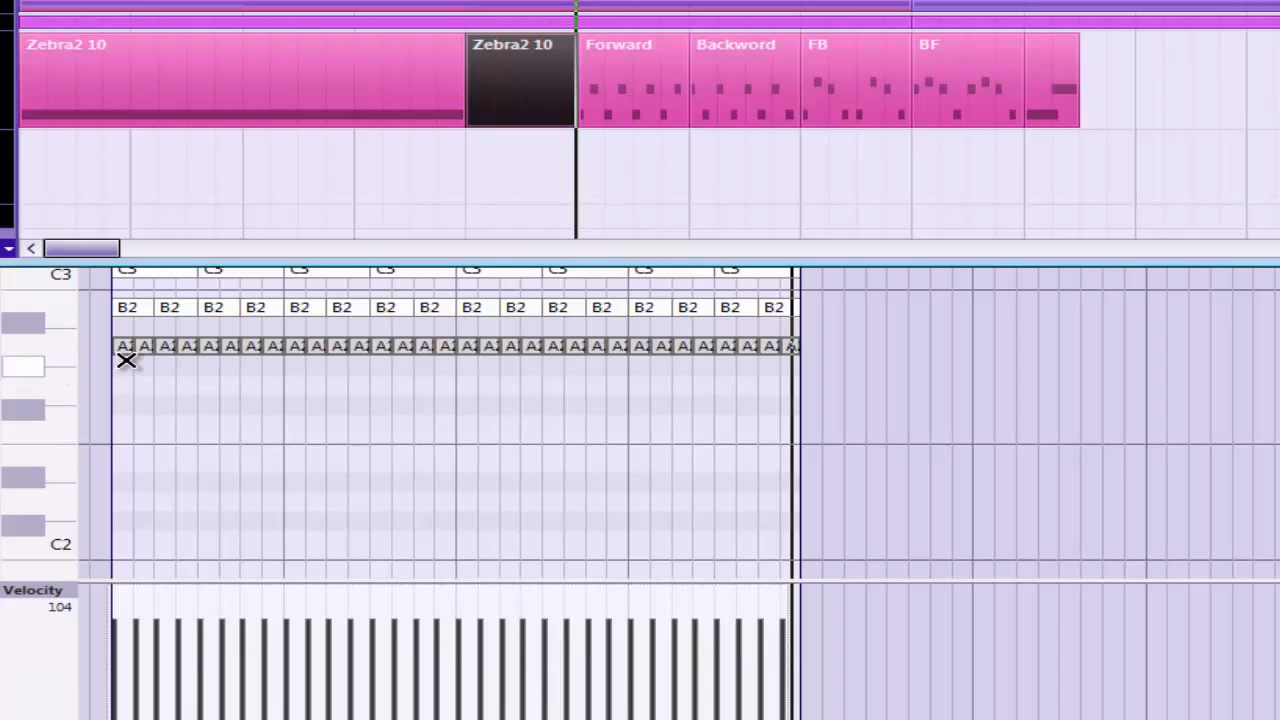 Zebra2 10 Zebra2 10 Forward Backword FB BF
C3 C3 C3 C3 C3 C3 C3 C3 C3
B2 B2 B2 B2 B2 B2 B2 B2 B2 B2 B2 B2 B2 B2 B2 B2
C2
Velocity
104